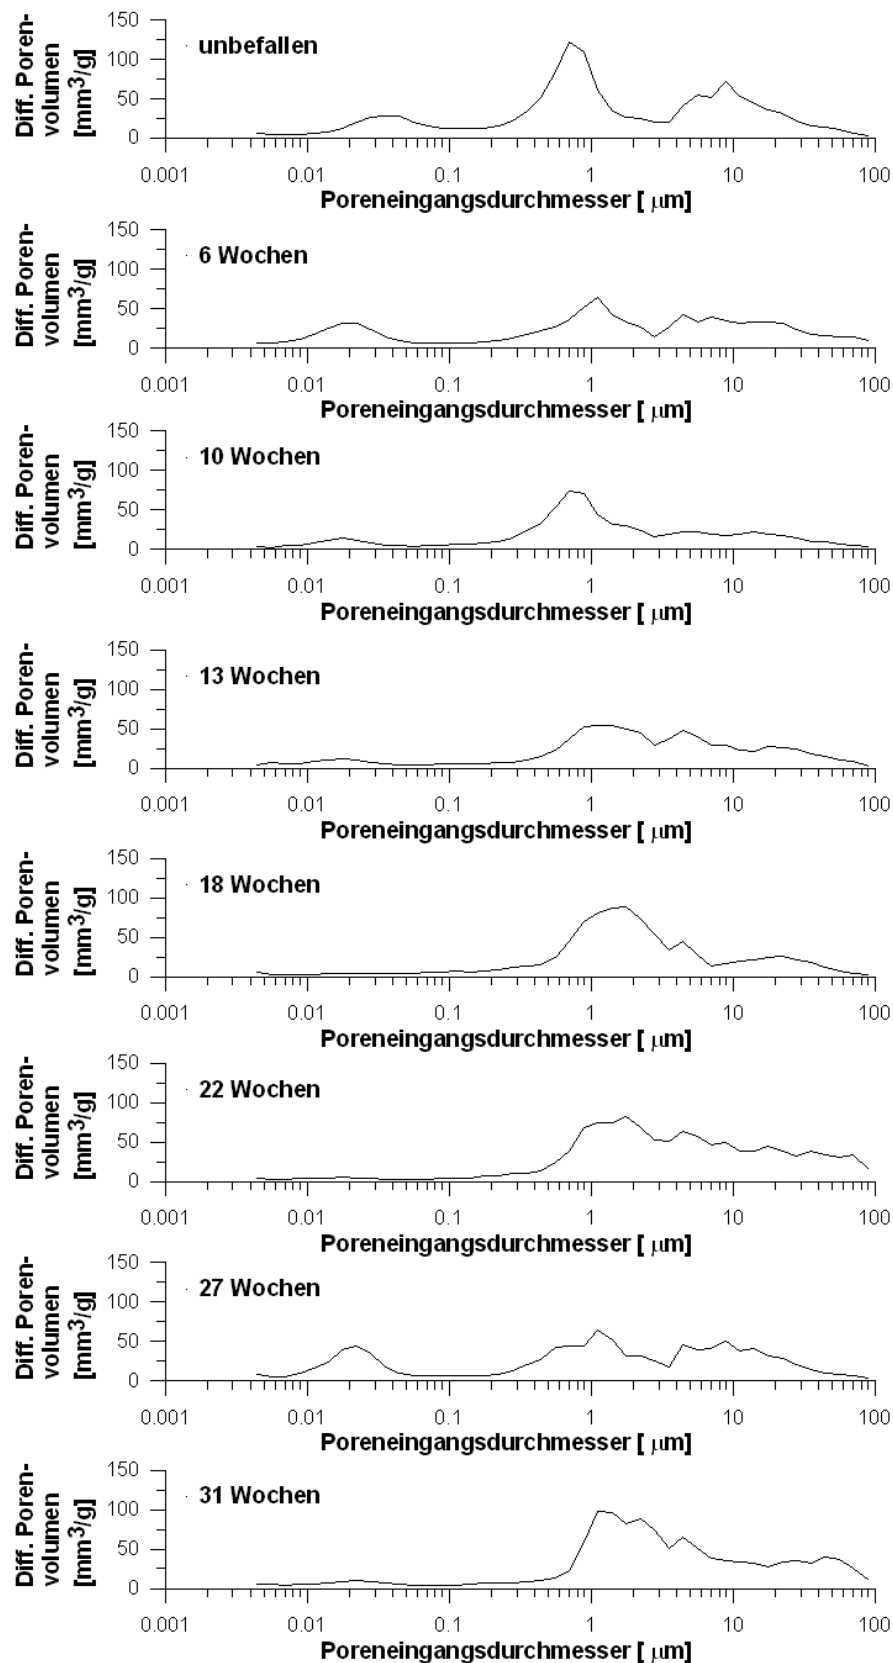 Diff. Poren-
volumen
[mm³/g]
150
100
50
0
unbefallen
0.001 0.01 0.1 1 10 100
Poreneingangsdurchmesser [ µm]
Diff. Poren-
volumen
[mm³/g]
150
100
50
0
6 Wochen
0.001 0.01 0.1 1 10 100
Poreneingangsdurchmesser [ µm]
Diff. Poren-
volumen
[mm³/g]
150
100
50
0
10 Wochen
0.001 0.01 0.1 1 10 100
Poreneingangsdurchmesser [ µm]
Diff. Poren-
volumen
[mm³/g]
150
100
50
0
13 Wochen
0.001 0.01 0.1 1 10 100
Poreneingangsdurchmesser [ µm]
Diff. Poren-
volumen
[mm³/g]
150
100
50
0
18 Wochen
0.001 0.01 0.1 1 10 100
Poreneingangsdurchmesser [ µm]
Diff. Poren-
volumen
[mm³/g]
150
100
50
0
22 Wochen
0.001 0.01 0.1 1 10 100
Poreneingangsdurchmesser [ µm]
Diff. Poren-
volumen
[mm³/g]
150
100
50
0
27 Wochen
0.001 0.01 0.1 1 10 100
Poreneingangsdurchmesser [ µm]
Diff. Poren-
volumen
[mm³/g]
150
100
50
0
31 Wochen
0.001 0.01 0.1 1 10 100
Poreneingangsdurchmesser [ µm]